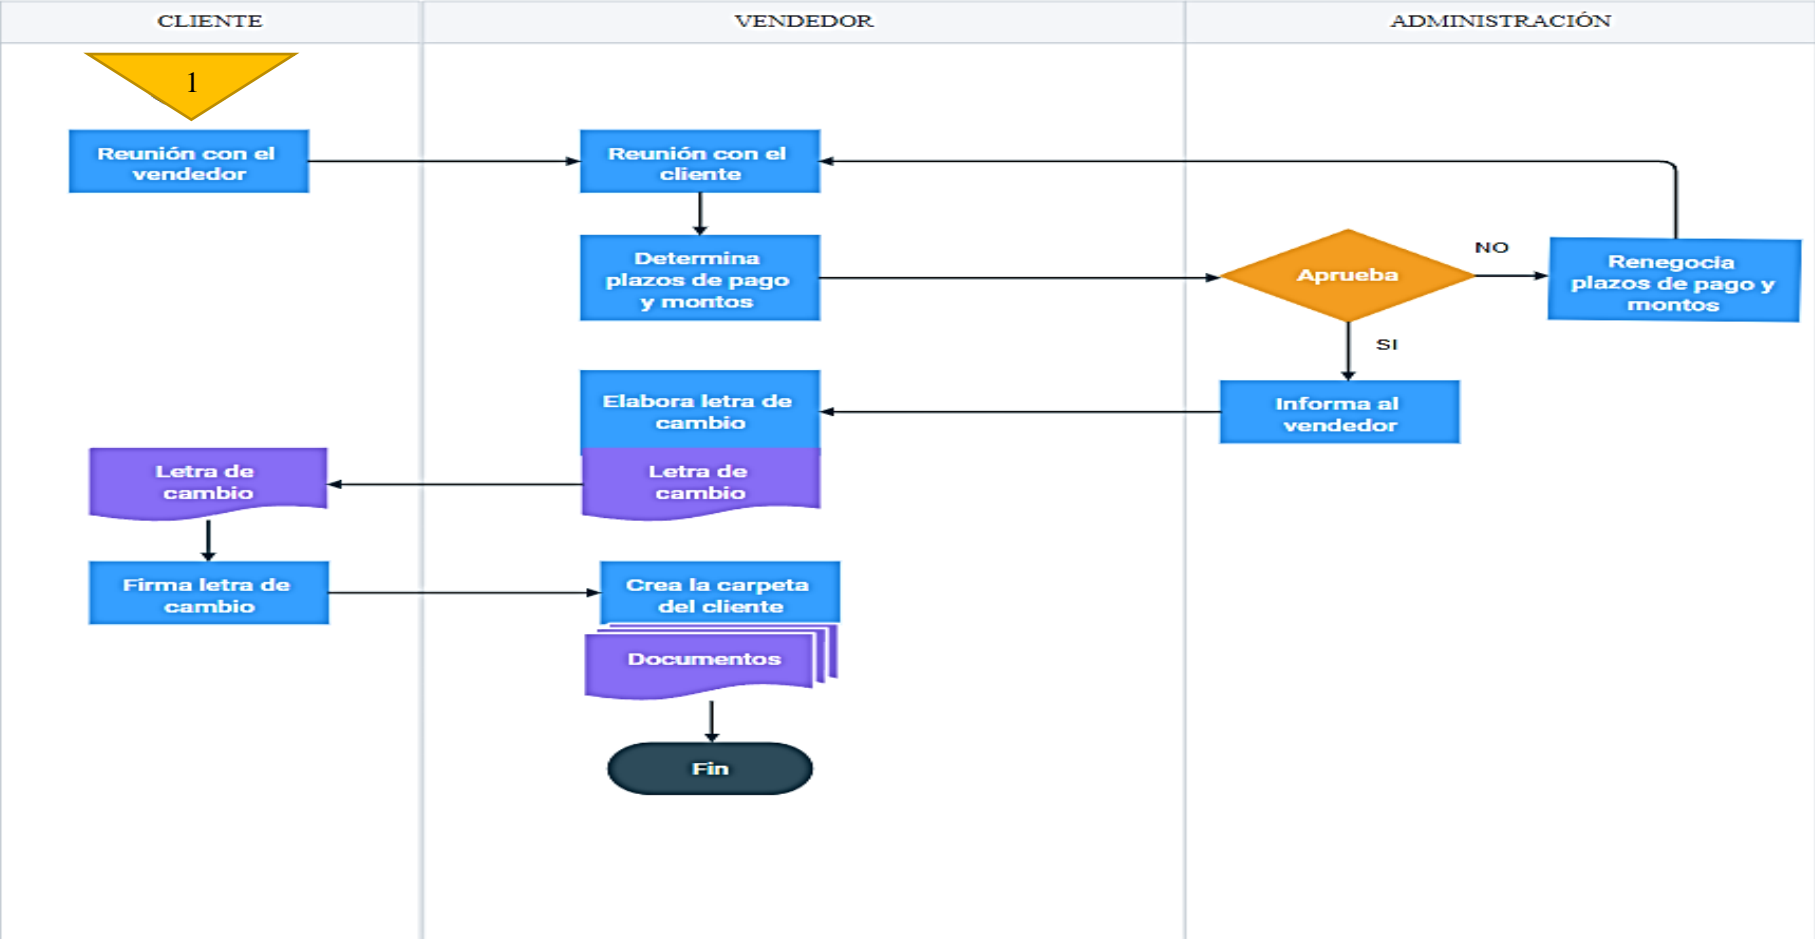 CLIENTE
VENDEDOR
ADMINISTRACIÓN
1
Reunión con el
vendedor
Reunión con el
cliente
Determina
plazos de pago
y montos
Aprueba
NO
Renegocia
plazos de pago y
montos
SI
Informa al
vendedor
Elabora letra de
cambio
Letra de
cambio
Letra de
cambio
Firma letra de
cambio
Crea la carpeta
del cliente
Documentos
Fin